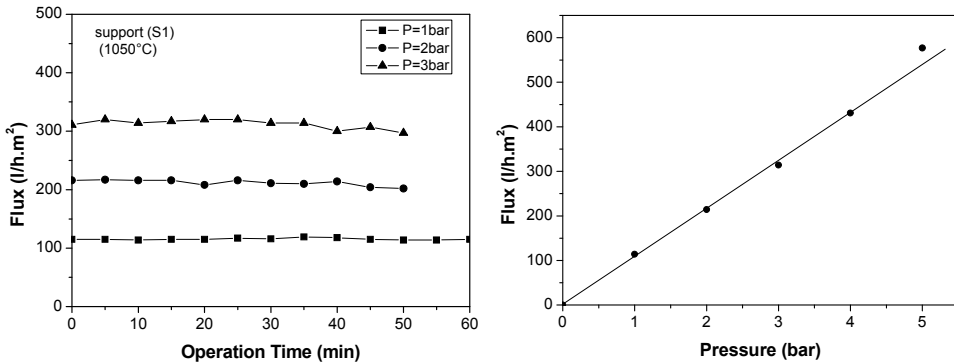 500
400
300
200
100
0
support (S1)
(1050°C)
P=1bar
P=2bar
P=3bar
Flux (l/h.m²)
0 10 20 30 40 50 60
Operation Time (min)
600
500
400
300
200
100
0
Flux (l/h.m²)
0 1 2 3 4 5
Pressure (bar)